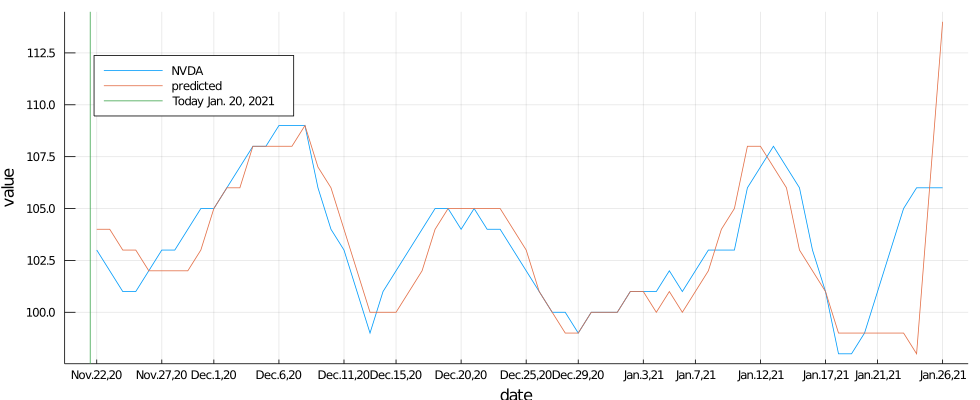 112.5
110.0
107.5
105.0
102.5
100.0
value
NVDA
predicted
Today Jan. 20, 2021
Nov.22,20 Nov.27,20 Dec.1,20 Dec.6,20 Dec.11,20 Dec.15,20 Dec.20,20 Dec.25,20 Dec.29,20 Jan.3,21 Jan.7,21 Jan.12,21 Jan.17,21 Jan.21,21 Jan.26,21
date